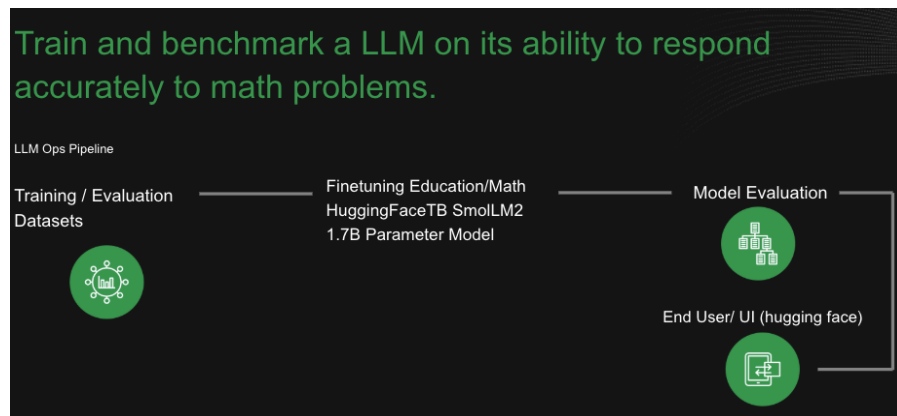 Train and benchmark a LLM on its ability to respond
accurately to math problems.
LLM Ops Pipeline
Training / Evaluation
Datasets
Finetuning Education/Math
HuggingFaceTB SmolLM2
1.7B Parameter Model
Model Evaluation
End User/ UI (hugging face)